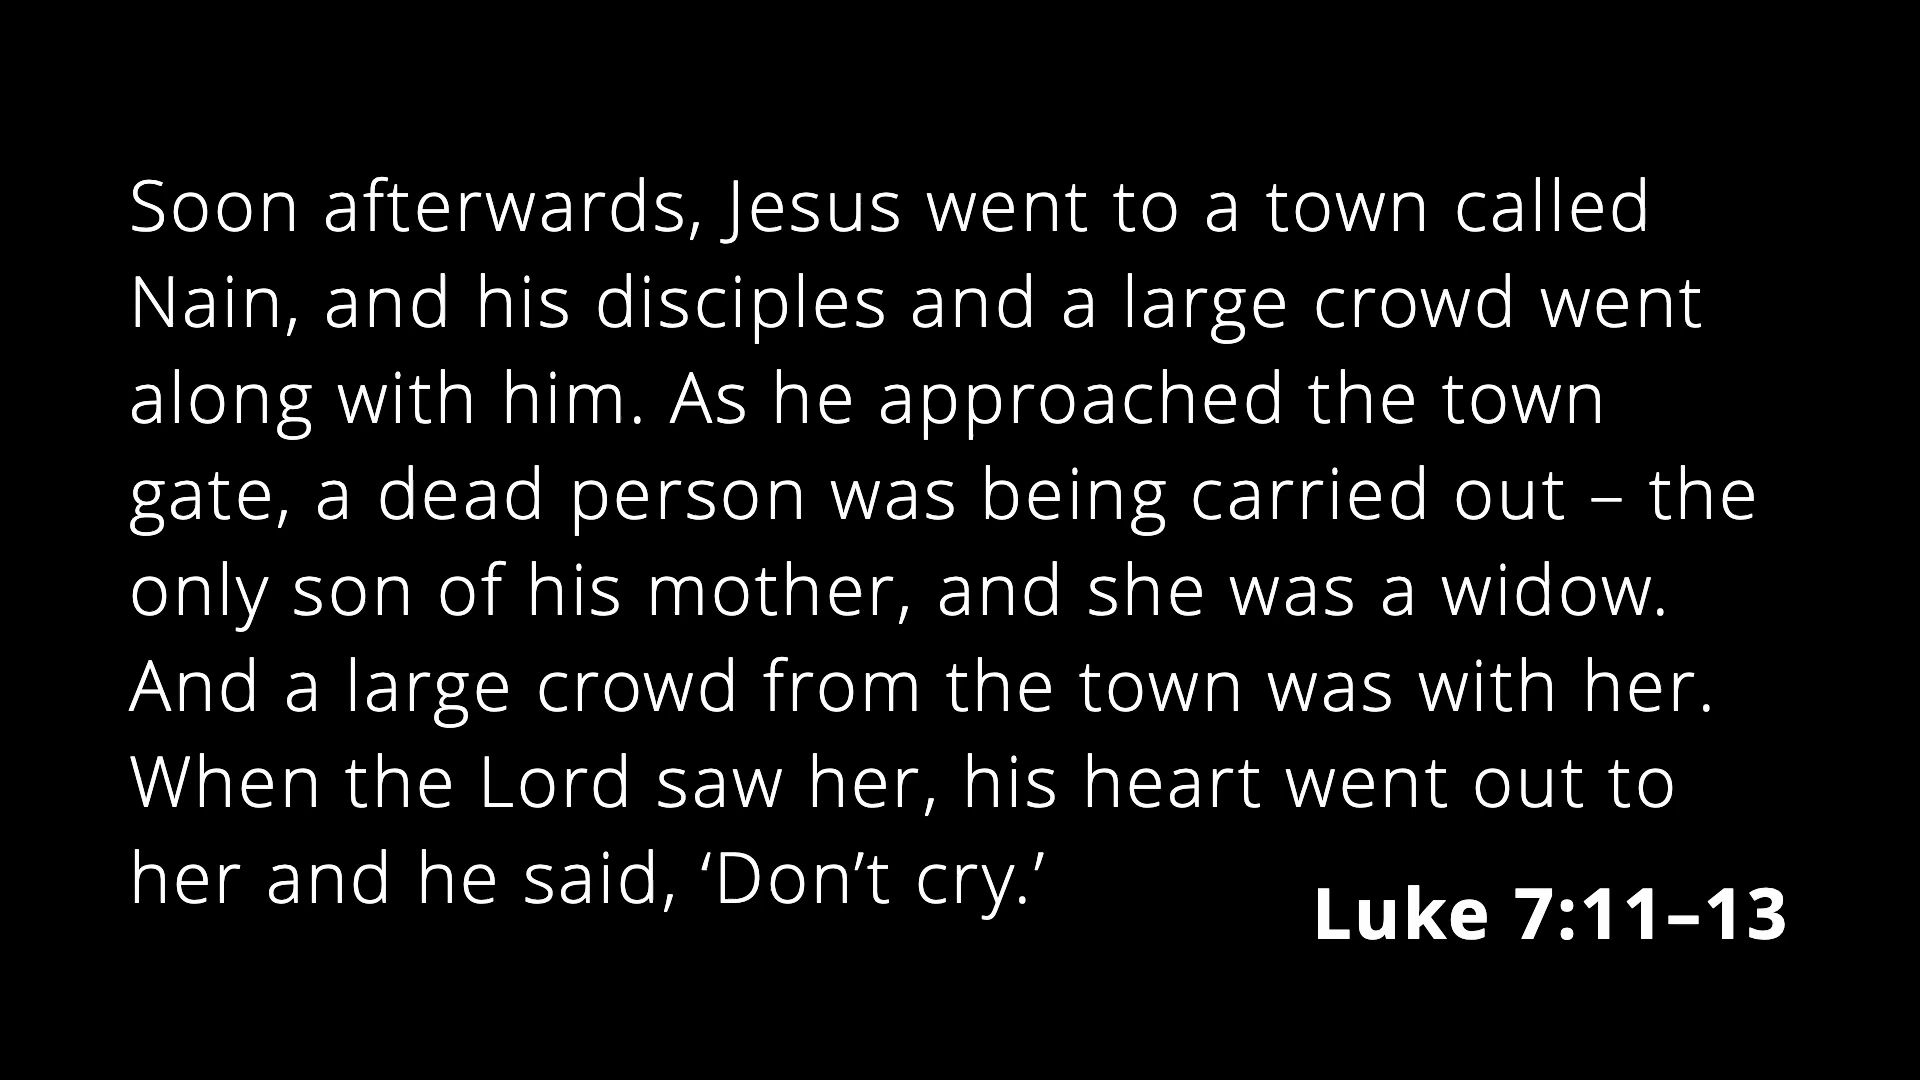 Soon afterwards, Jesus went to a town called
Nain, and his disciples and a large crowd went
along with him. As he approached the town
gate, a dead person was being carried out – the
only son of his mother, and she was a widow.
And a large crowd from the town was with her.
When the Lord saw her, his heart went out to
her and he said, ‘Don’t cry.’
Luke 7:11–13